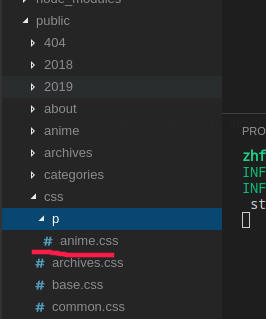 node_modules
public
404
2018
2019
about
anime
archives
categories
css
p
# anime.css
# archives.css
# base.css
# common.css
PRO
zhf
INF
INF
st